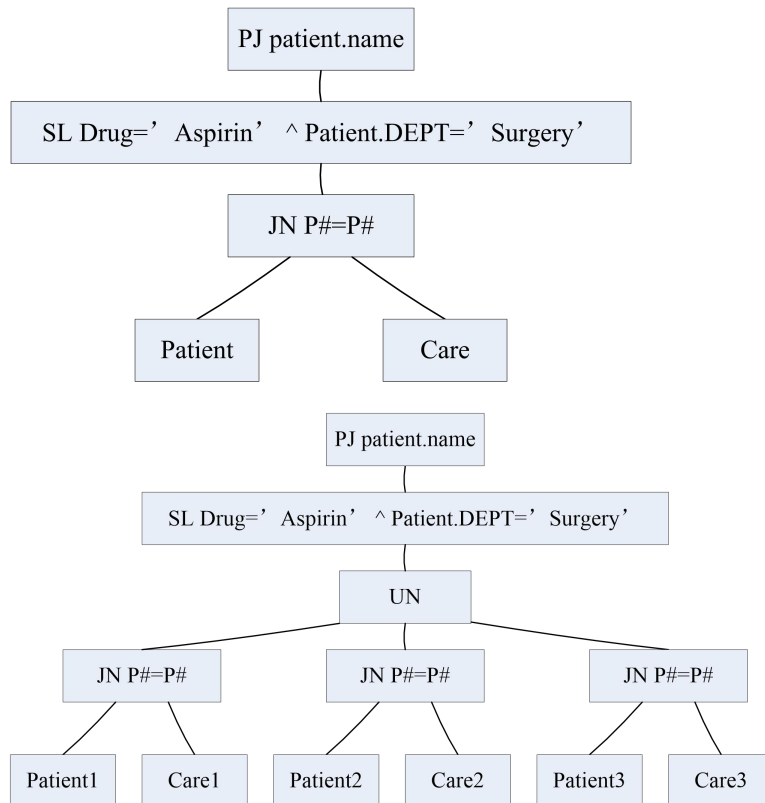 PJ patient.name
SL Drug=’ Aspirin’ ^ Patient.DEPT=’ Surgery’
JN P#=P#
Patient Care
PJ patient.name
SL Drug=’ Aspirin’ ^ Patient.DEPT=’ Surgery’
UN
JN P#=P# JN P#=P# JN P#=P#
Patient1 Care1 Patient2 Care2 Patient3 Care3